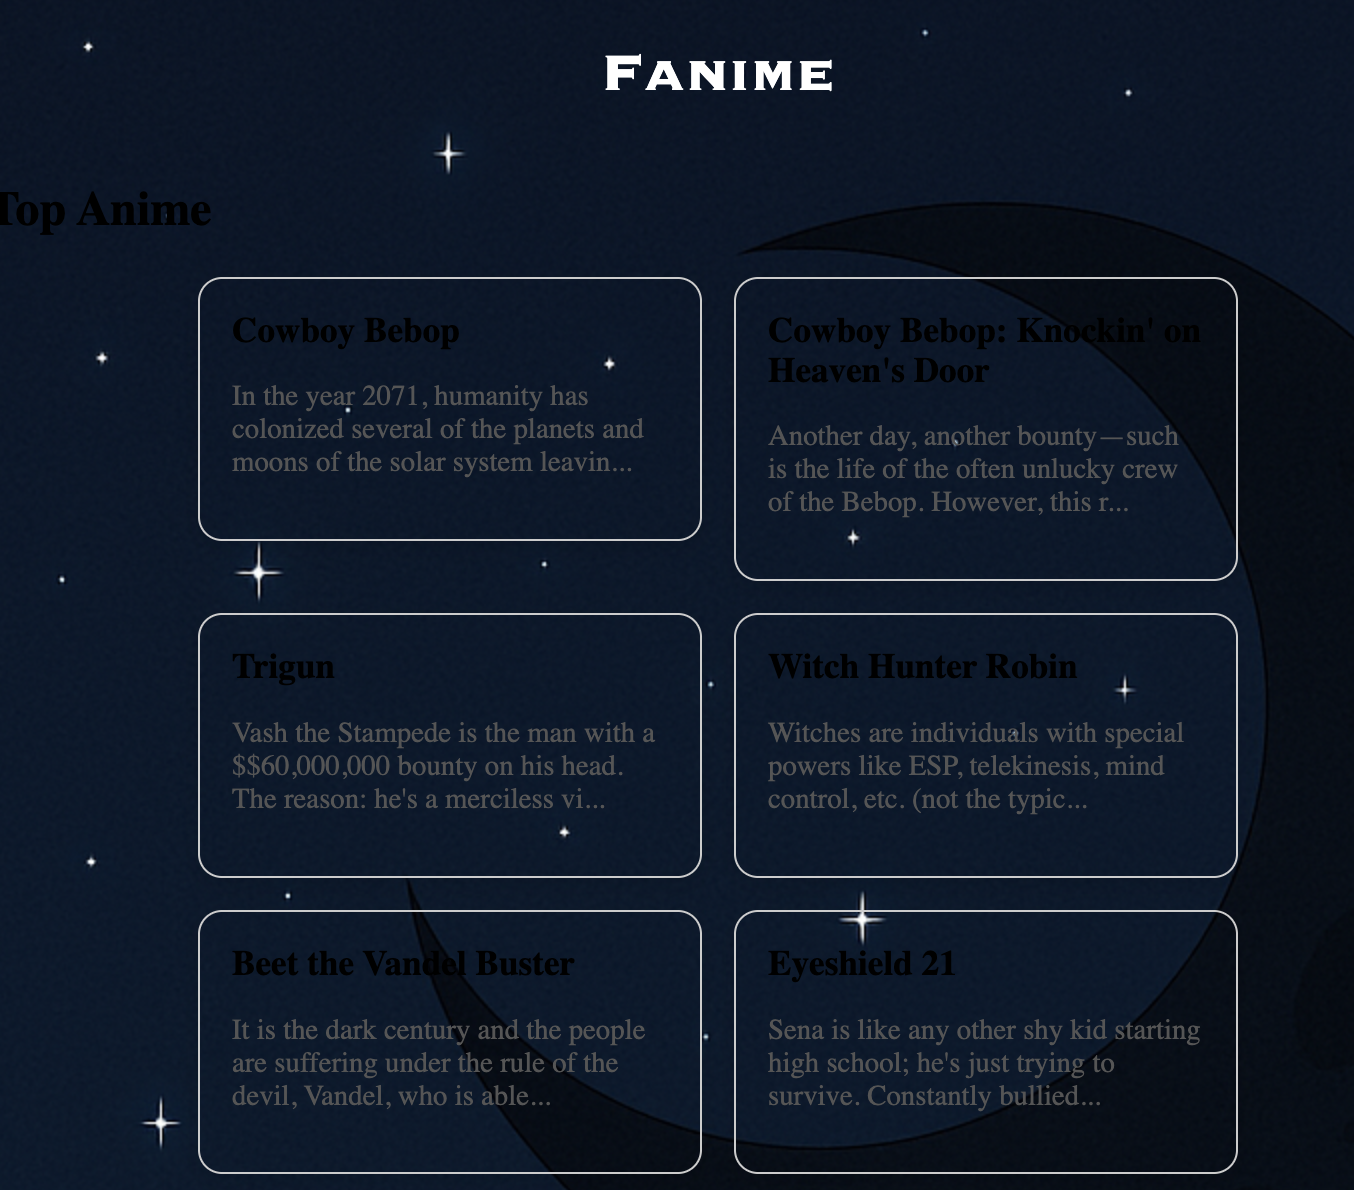 Fanime
Top Anime
Cowboy Bebop
In the year 2071, humanity has
colonized several of the planets and
moons of the solar system leavin...
Cowboy Bebop: Knockin' on
Heaven's Door
Another day, another bounty—such
is the life of the often unlucky crew
of the Bebop. However, this r...
Trigun
Vash the Stampede is the man with a
$$60,000,000 bounty on his head.
The reason: he's a merciless vi...
Witch Hunter Robin
Witches are individuals with special
powers like ESP, telekinesis, mind
control, etc. (not the typic...
Beet the Vandel Buster
It is the dark century and the people
are suffering under the rule of the
devil, Vandel, who is able...
Eyeshield 21
Sena is like any other shy kid starting
high school; he's just trying to
survive. Constantly bullied...